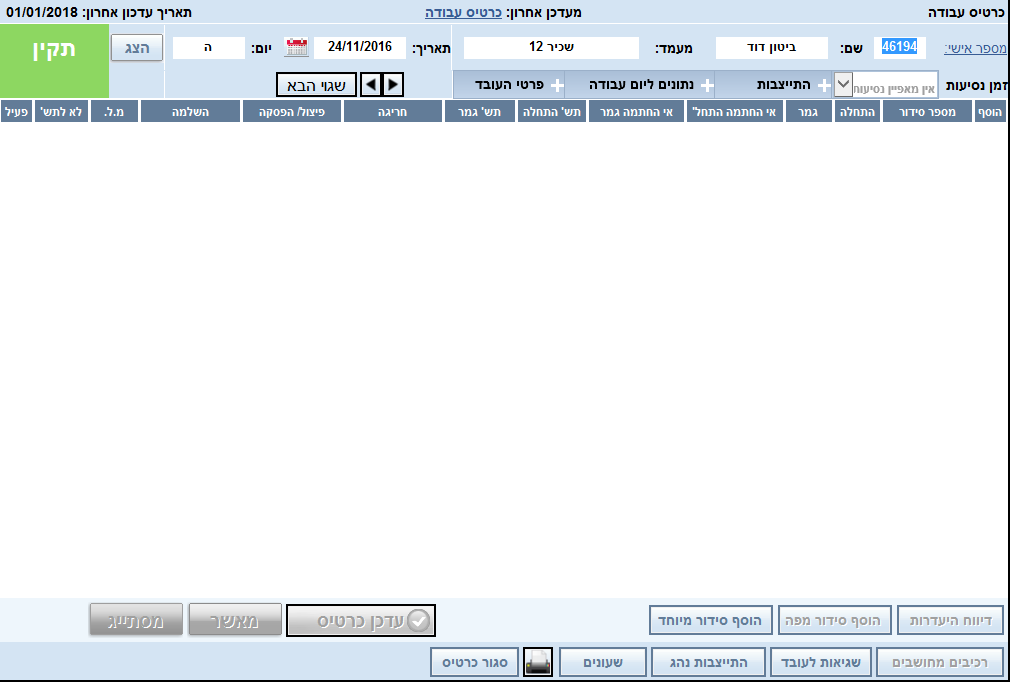 כרטיס עבודה מעדכן אחרון: כרטיס עבודה תאריך עדכון אחרון: 01/01/2018
מספר אישי: 46194 שם: ביטון דוד מעמד: שכיר 12 תאריך: 24/11/2016 יום: ה הצג תקין
זמן נסיעות אין מאפיין נסיעות התייצבות נתונים ליום עבודה פרטי העובד שגוי הבא
הוסף מספר סידור התחלה גמר אי החתמה התחל' אי החתמה גמר תש' התחלה תש' גמר חריגה פיצול/ הפסקה השלמה מ.ל. לא לתש' פעיל
דיווח היעדרות הוסף סידור מפה הוסף סידור מיוחד עדכן כרטיס מאשר מסתייג
רכיבים מחושבים שגיאות לעובד התייצבות נהג שעונים סגור כרטיס